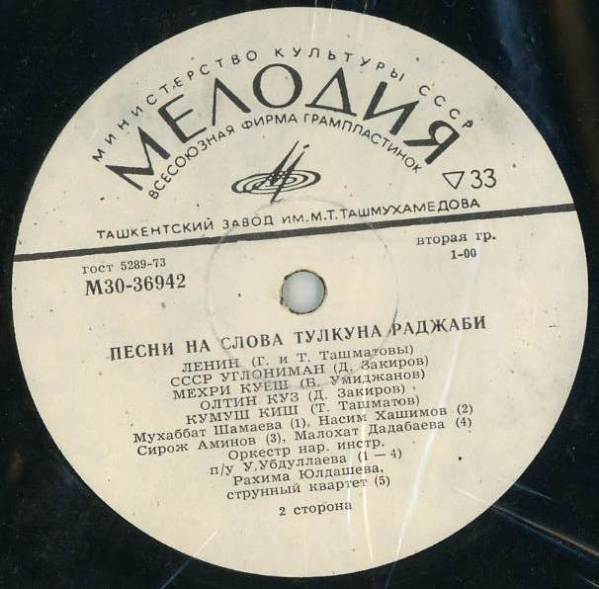 МИНИСТЕРСТВО КУЛЬТУРЫ СССР
МЕЛОДИЯ
ВСЕСОЮЗНАЯ ФИРМА ГРАМПЛАСТИНОК
▽33
ТАШКЕНТСКИЙ ЗАВОД ИМ.М.Т.ТАШМУХАМЕДОВА
гост 5289-73
вторая гр.
М30-36942
1-00
ПЕСНИ НА СЛОВА ТУЛКУНА РАДЖАБИ
ЛЕНИН (Г. и Т. Ташматовы)
СССР УГЛОНИМАН (Д. Закиров)
МЕХРИ КУЕШ (Б. Умиджанов)
ОЛТИН КУЗ (Д. Закиров)
КУМУШ КИШ (Т. Ташматов)
Мухаббат Шамаева (1), Насим Хашимов (2)
Сирож Аминов (3), Малохат Дадабаева (4)
Оркестр нар. инстр.
п/у У.Убдуллаева (1—4)
Рахима Юлдашева,
струнный квартет (5)
2 сторона